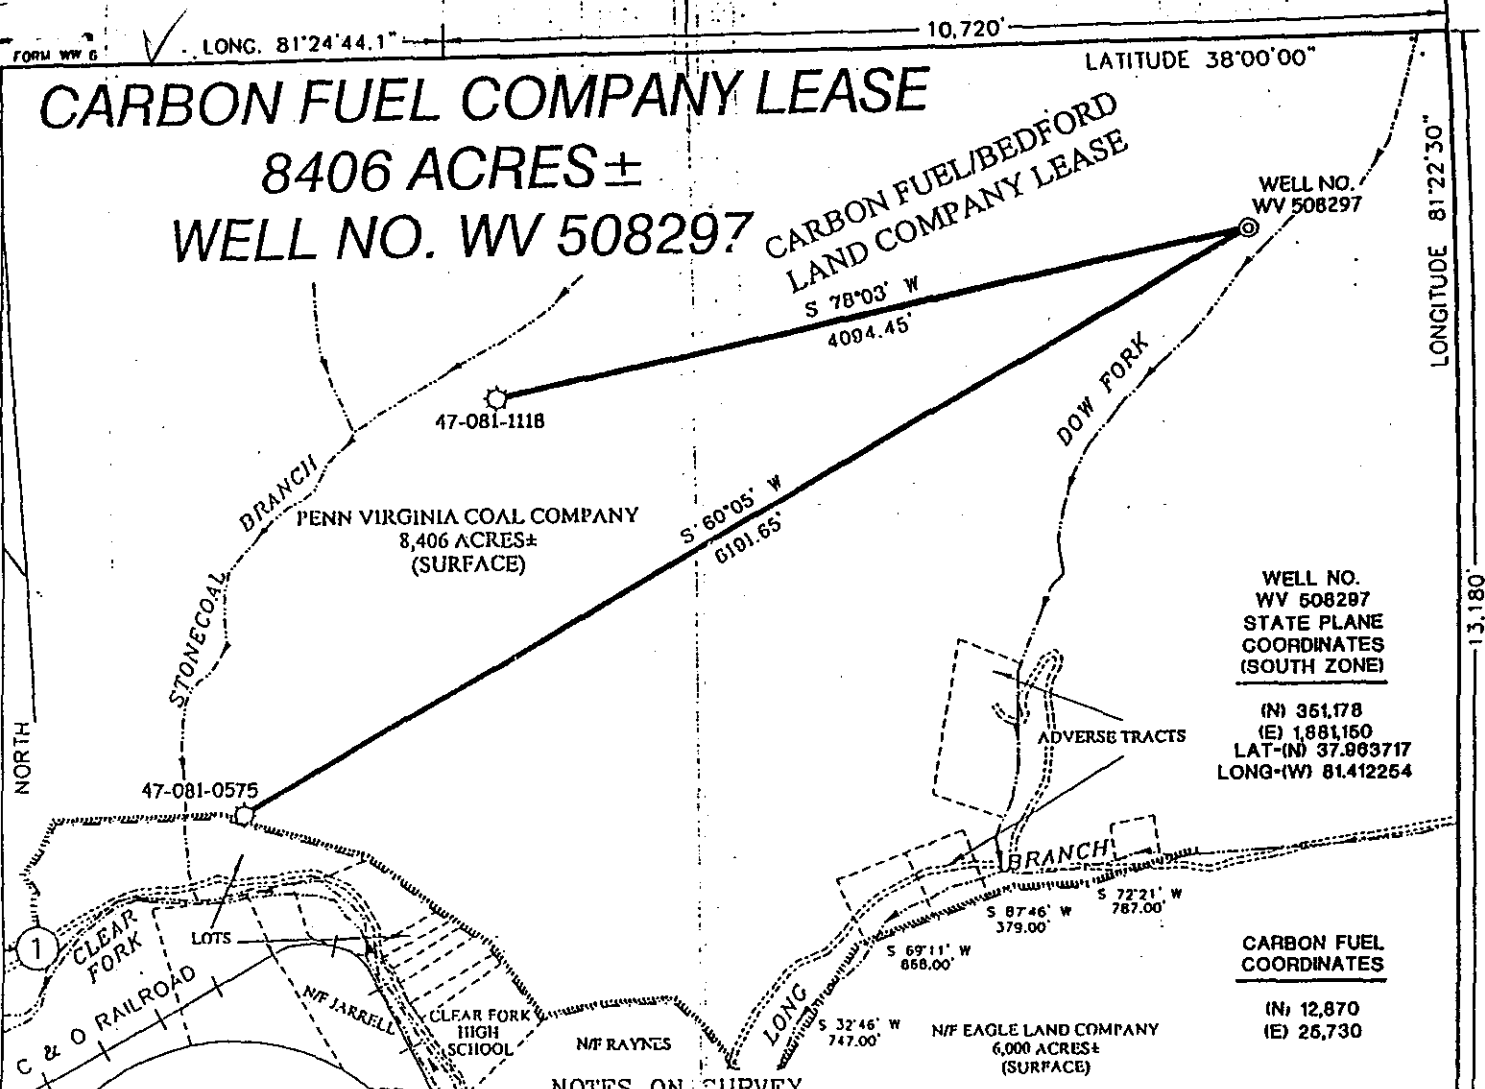 FORM WW 6
LONG. 81°24'44.1"
10,720'
LATITUDE 38°00'00"
CARBON FUEL COMPANY LEASE
8406 ACRES±
WELL NO. WV 508297
CARBON FUEL/BEDFORD
LAND COMPANY LEASE
WELL NO.
WV 508297
LONGITUDE 81°22'30"
S 78°03' W
4094.45'
47-081-1118
DOW FORK
STONECOAL BRANCH
PENN VIRGINIA COAL COMPANY
8,406 ACRES±
(SURFACE)
S 60°05' W
6191.65'
WELL NO.
WV 508297
STATE PLANE
COORDINATES
(SOUTH ZONE)
(N) 351,178
(E) 1,881,150
LAT-(N) 37.963717
LONG-(W) 81.412254
13,180'
ADVERSE TRACTS
NORTH
47-081-0575
LONG BRANCH
S 72°21' W
787.00'
S 87°46' W
379.00'
S 69°11' W
868.00'
S 32°46' W
747.00'
1
CLEAR
FORK
LOTS
C & O RAILROAD
N/F JARRELL
CLEAR FORK
HIGH
SCHOOL
N/F RAYNES
N/F EAGLE LAND COMPANY
6,000 ACRES±
(SURFACE)
CARBON FUEL
COORDINATES
(N) 12,870
(E) 26,730
NOTES ON SURVEY